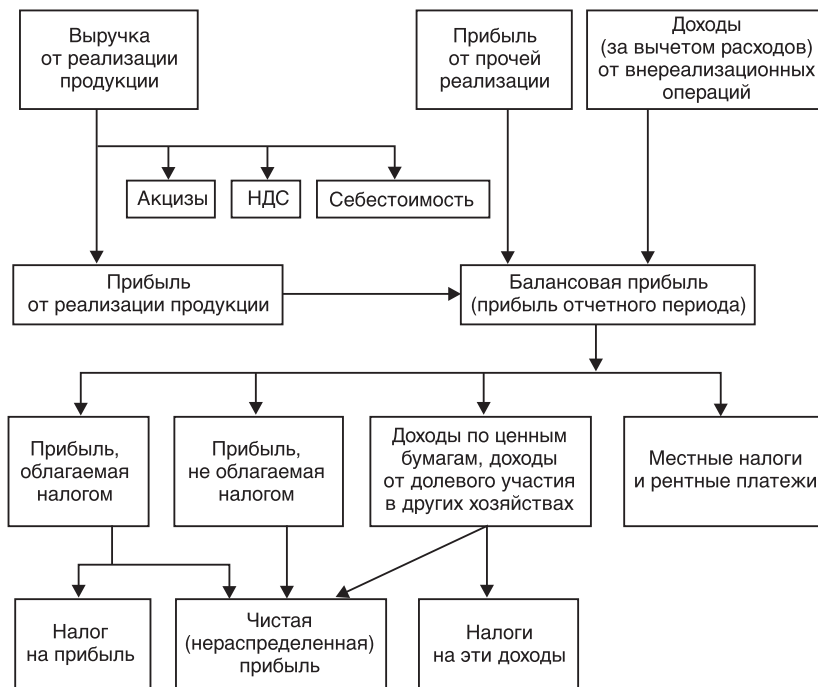 Выручка
от реализации
продукции
Прибыль
от прочей
реализации
Доходы
(за вычетом расходов)
от внереализационных
операций
Акцизы
НДС
Себестоимость
Прибыль
от реализации продукции
Балансовая прибыль
(прибыль отчетного периода)
Прибыль,
облагаемая
налогом
Прибыль,
не облагаемая
налогом
Доходы по ценным
бумагам, доходы
от долевого участия
в других хозяйствах
Местные налоги
и рентные платежи
Налог
на прибыль
Чистая
(нераспределенная)
прибыль
Налоги
на эти доходы